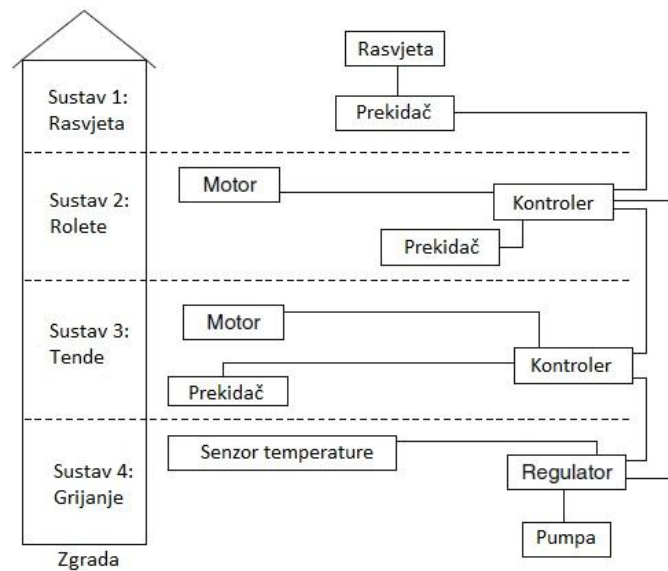 Rasvjeta
Sustav 1:
Rasvjeta
Prekidač
Sustav 2:
Rolete
Motor
Kontroler
Prekidač
Sustav 3:
Tende
Motor
Kontroler
Prekidač
Sustav 4:
Grijanje
Senzor temperature
Regulator
Pumpa
Zgrada